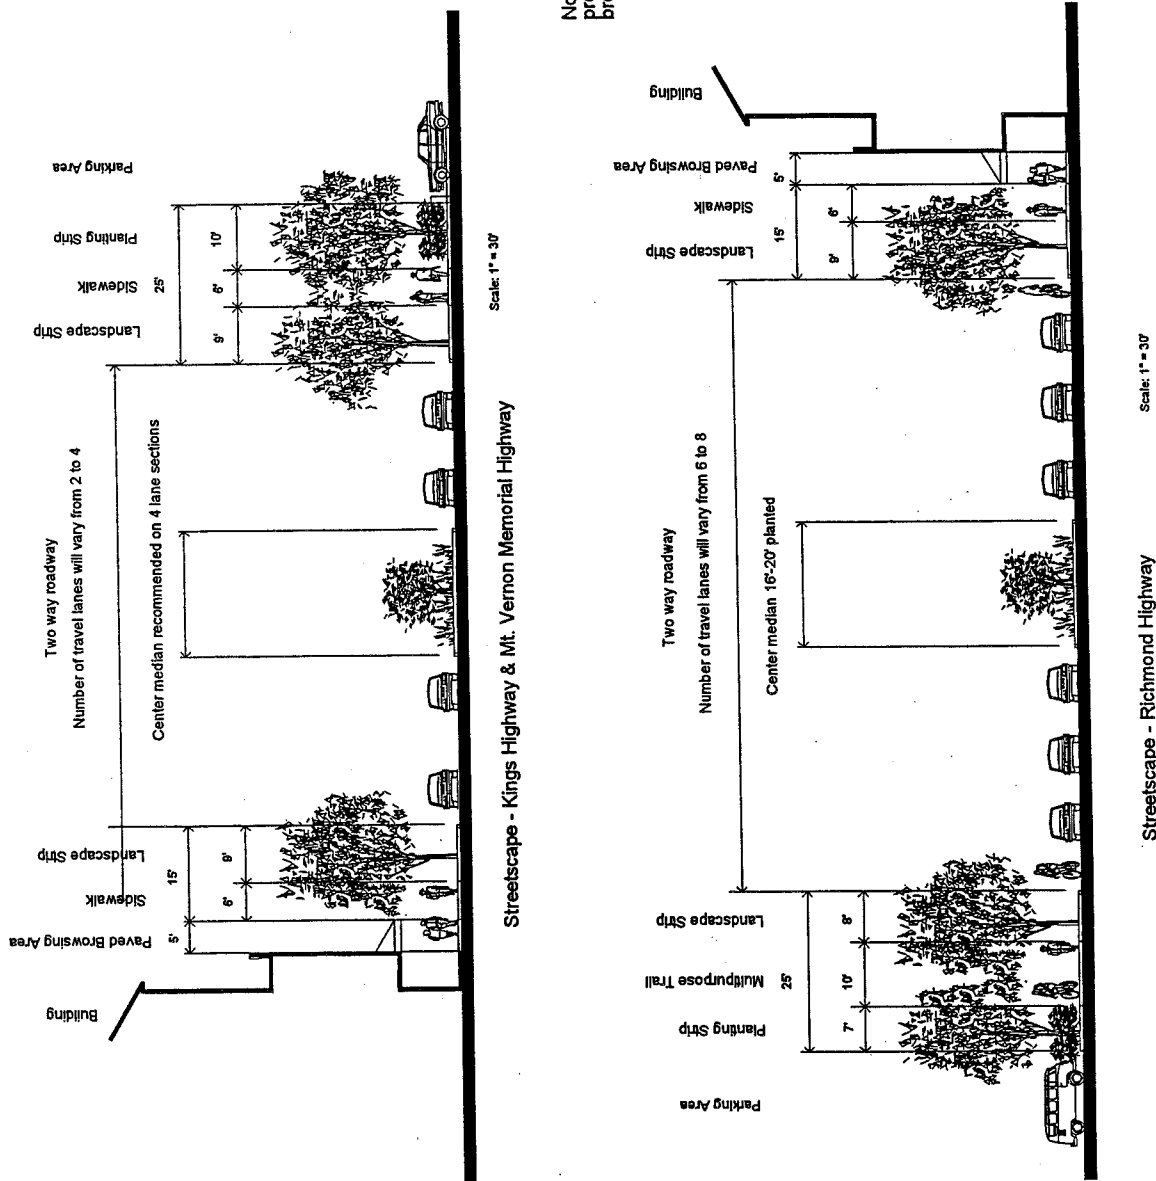 Building
Paved Browsing Area
Sidewalk
Landscape Strip
5'
6'
9'
15'
Two way roadway
Number of travel lanes will vary from 2 to 4
Center median recommended on 4 lane sections
Landscape Strip
Sidewalk
Planting Strip
Parking Area
9'
6'
10'
25'
Streetscape - Kings Highway & Mt. Vernon Memorial Highway
Scale: 1" = 30'
Parking Area
Planting Strip
Multipurpose Trail
Landscape Strip
7'
10'
8'
25'
Two way roadway
Number of travel lanes will vary from 6 to 8
Center median 16'-20' planted
Landscape Strip
Sidewalk
Paved Browsing Area
Building
9'
6'
5'
15'
Streetscape - Richmond Highway
Scale: 1" = 30'